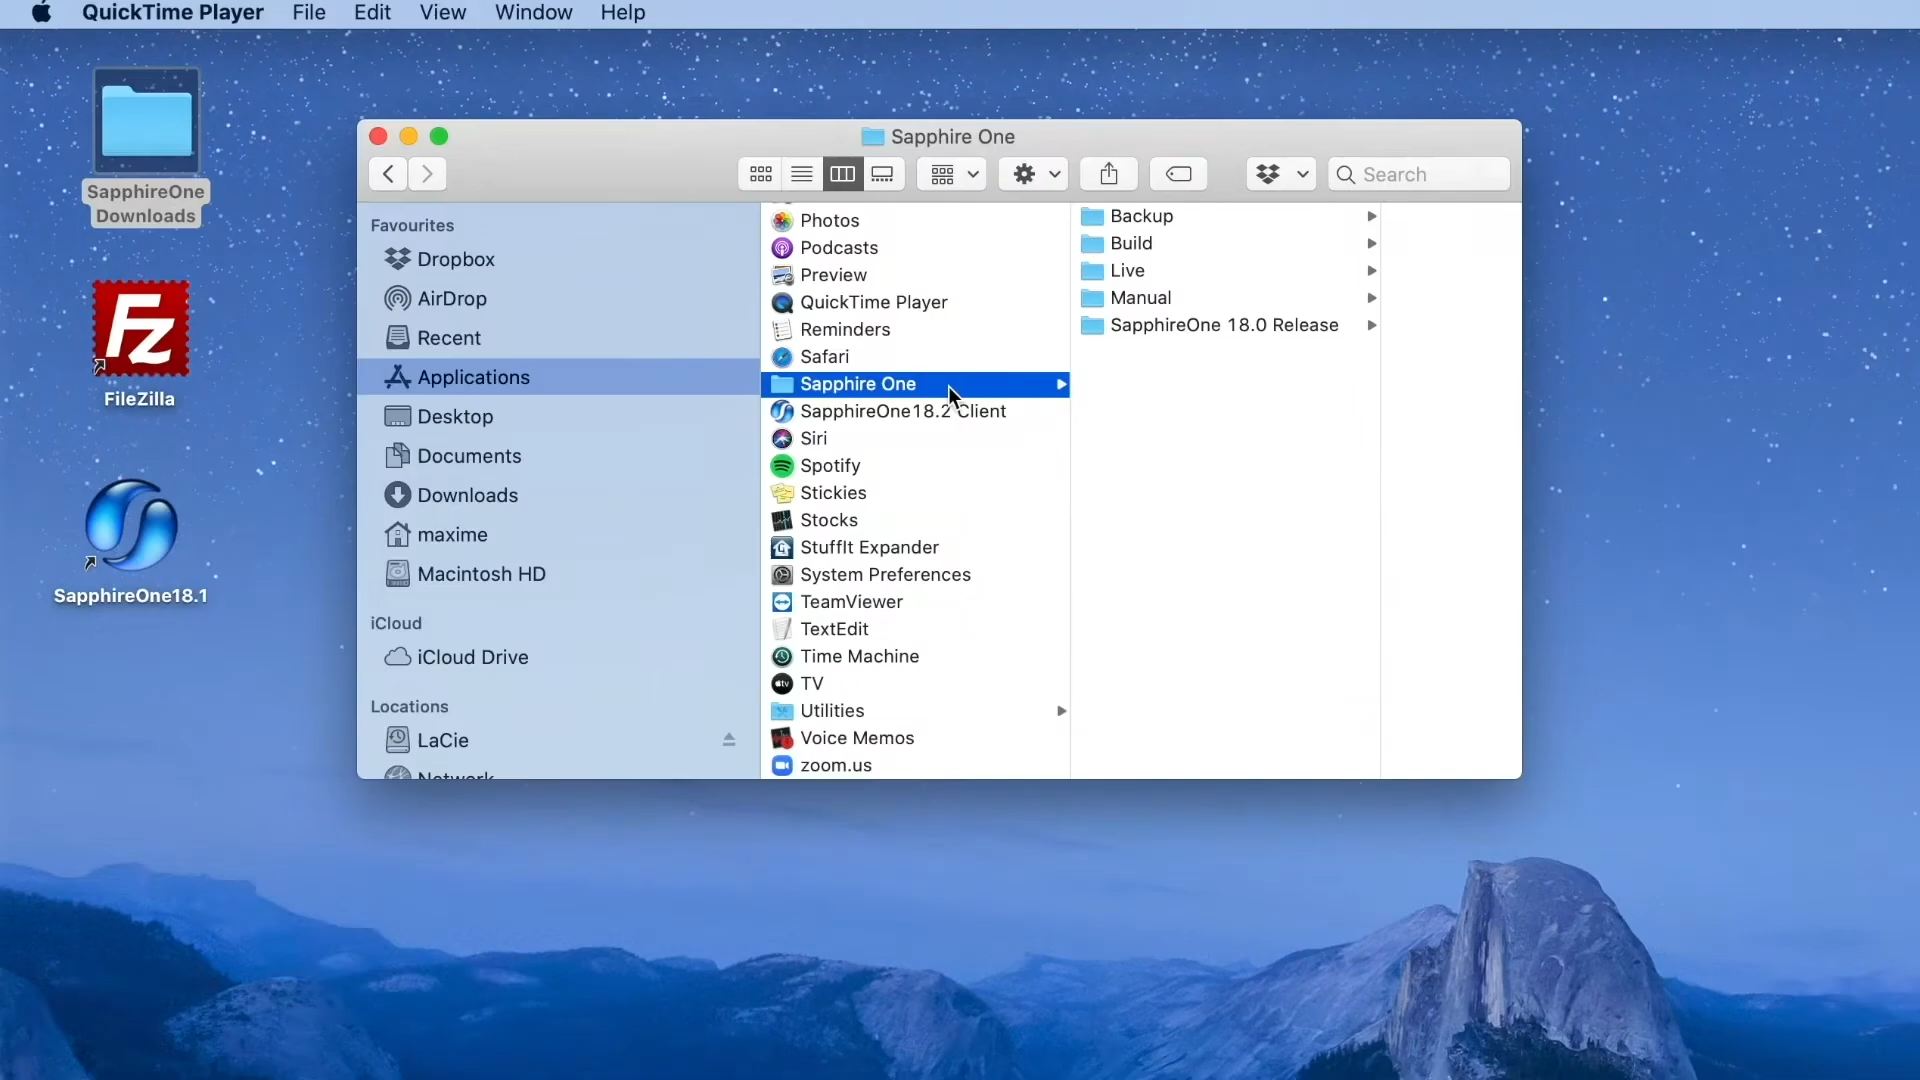 QuickTime Player File Edit View Window Help
SapphireOne
Downloads
FileZilla
SapphireOne18.1
Sapphire One
Search
Favourites
Dropbox
AirDrop
Recent
Applications
Desktop
Documents
Downloads
maxime
Macintosh HD
iCloud
iCloud Drive
Locations
LaCie
Network
Photos
Podcasts
Preview
QuickTime Player
Reminders
Safari
Sapphire One
SapphireOne18.2 Client
Siri
Spotify
Stickies
Stocks
StuffIt Expander
System Preferences
TeamViewer
TextEdit
Time Machine
TV
Utilities
Voice Memos
zoom.us
Backup
Build
Live
Manual
SapphireOne 18.0 Release